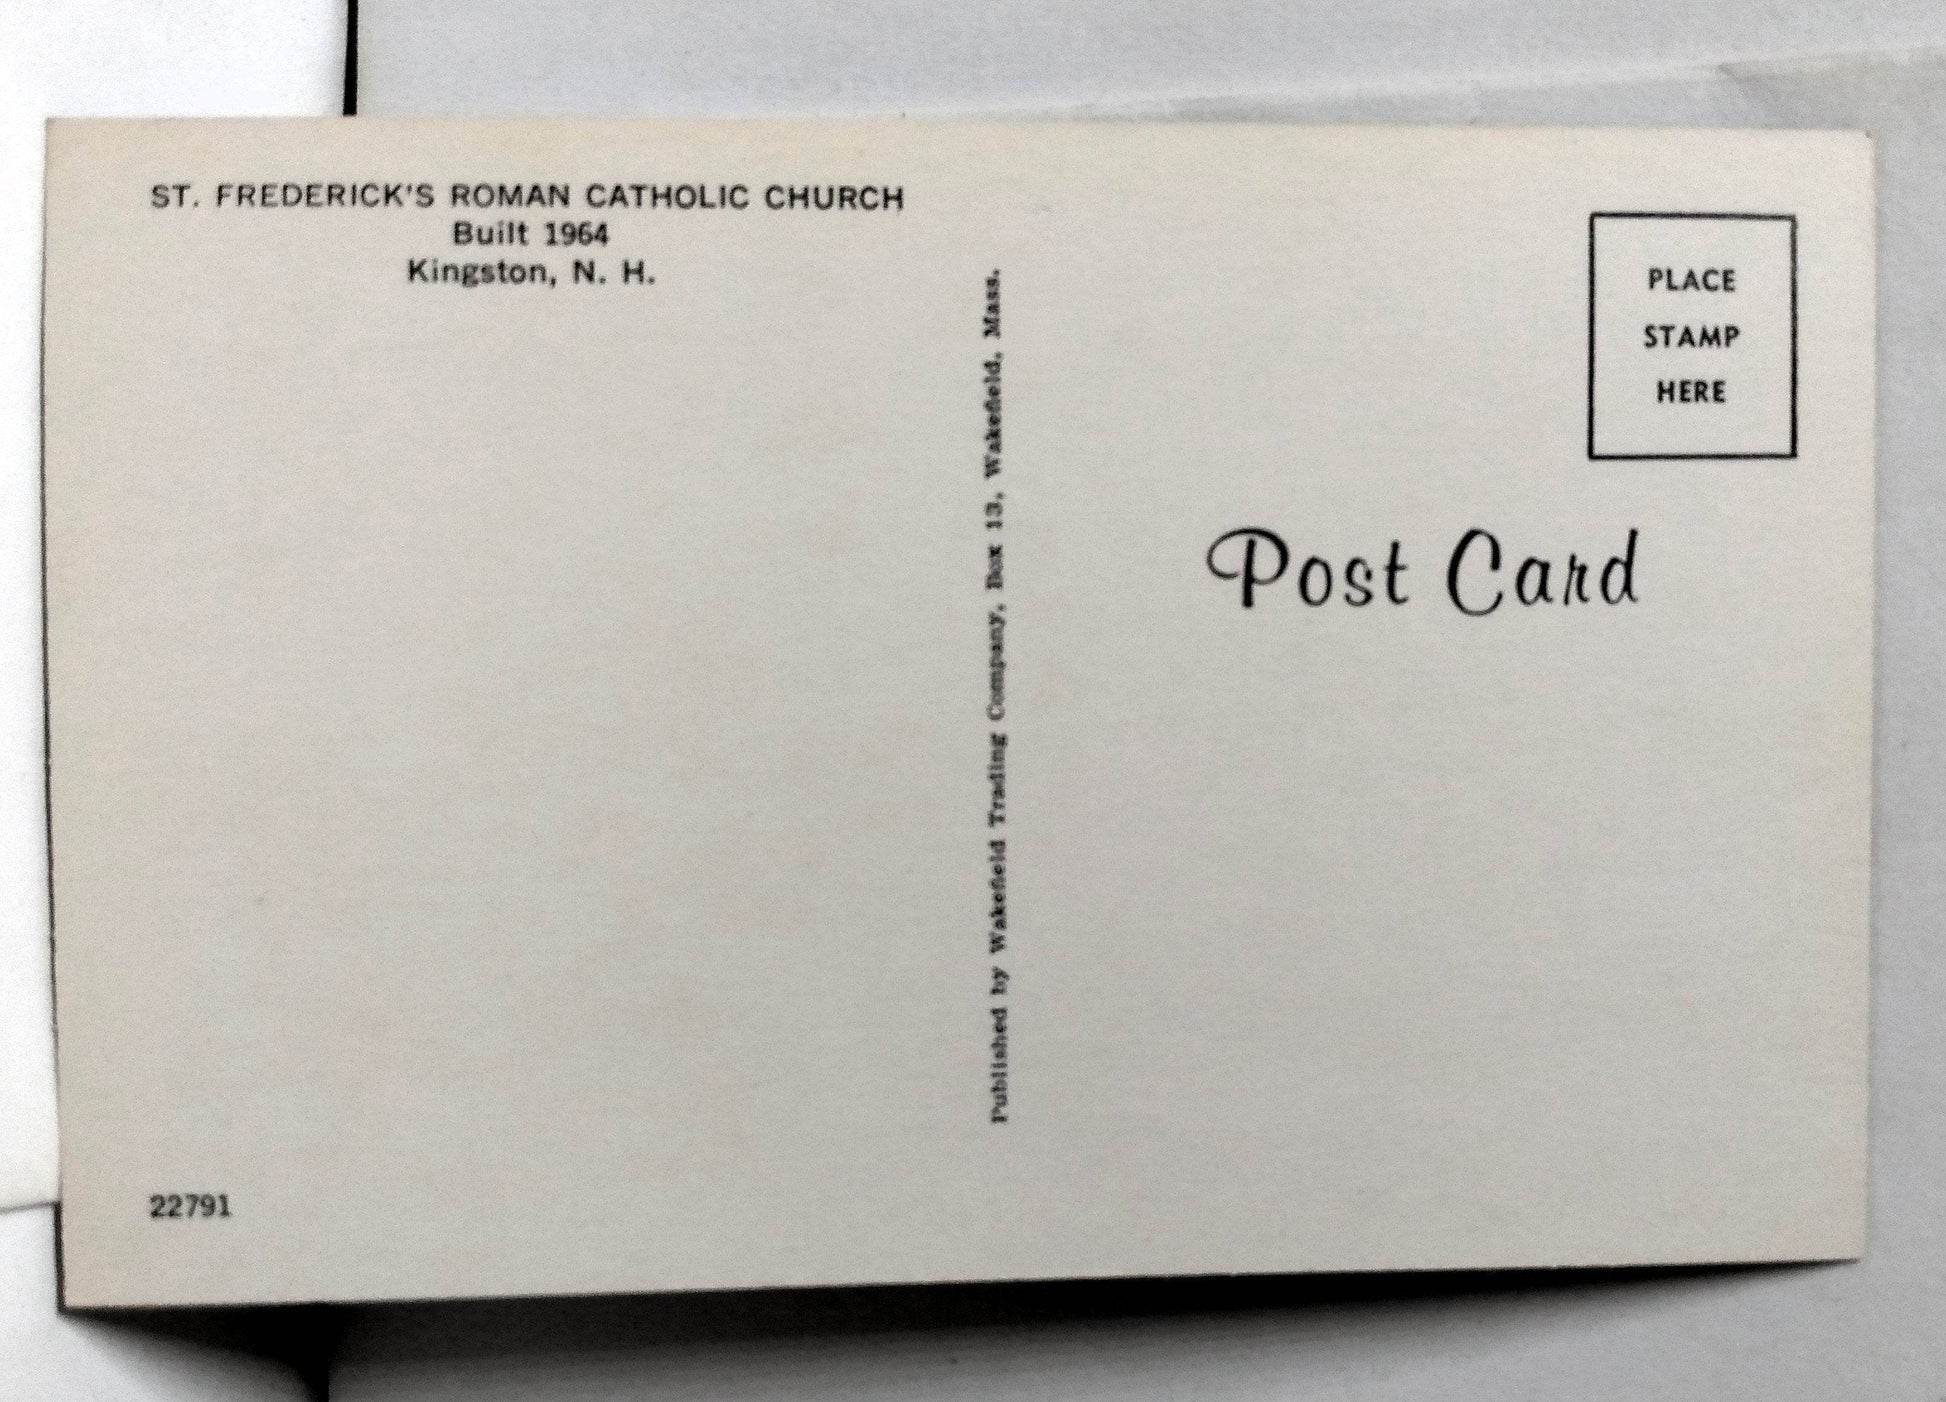 ST. FREDERICK'S ROMAN CATHOLIC CHURCH
Built 1964
Kingston, N. H.
Published by Wakefield Trading Company, Box 13, Wakefield, Mass.
PLACE
STAMP
HERE
Post Card
22791